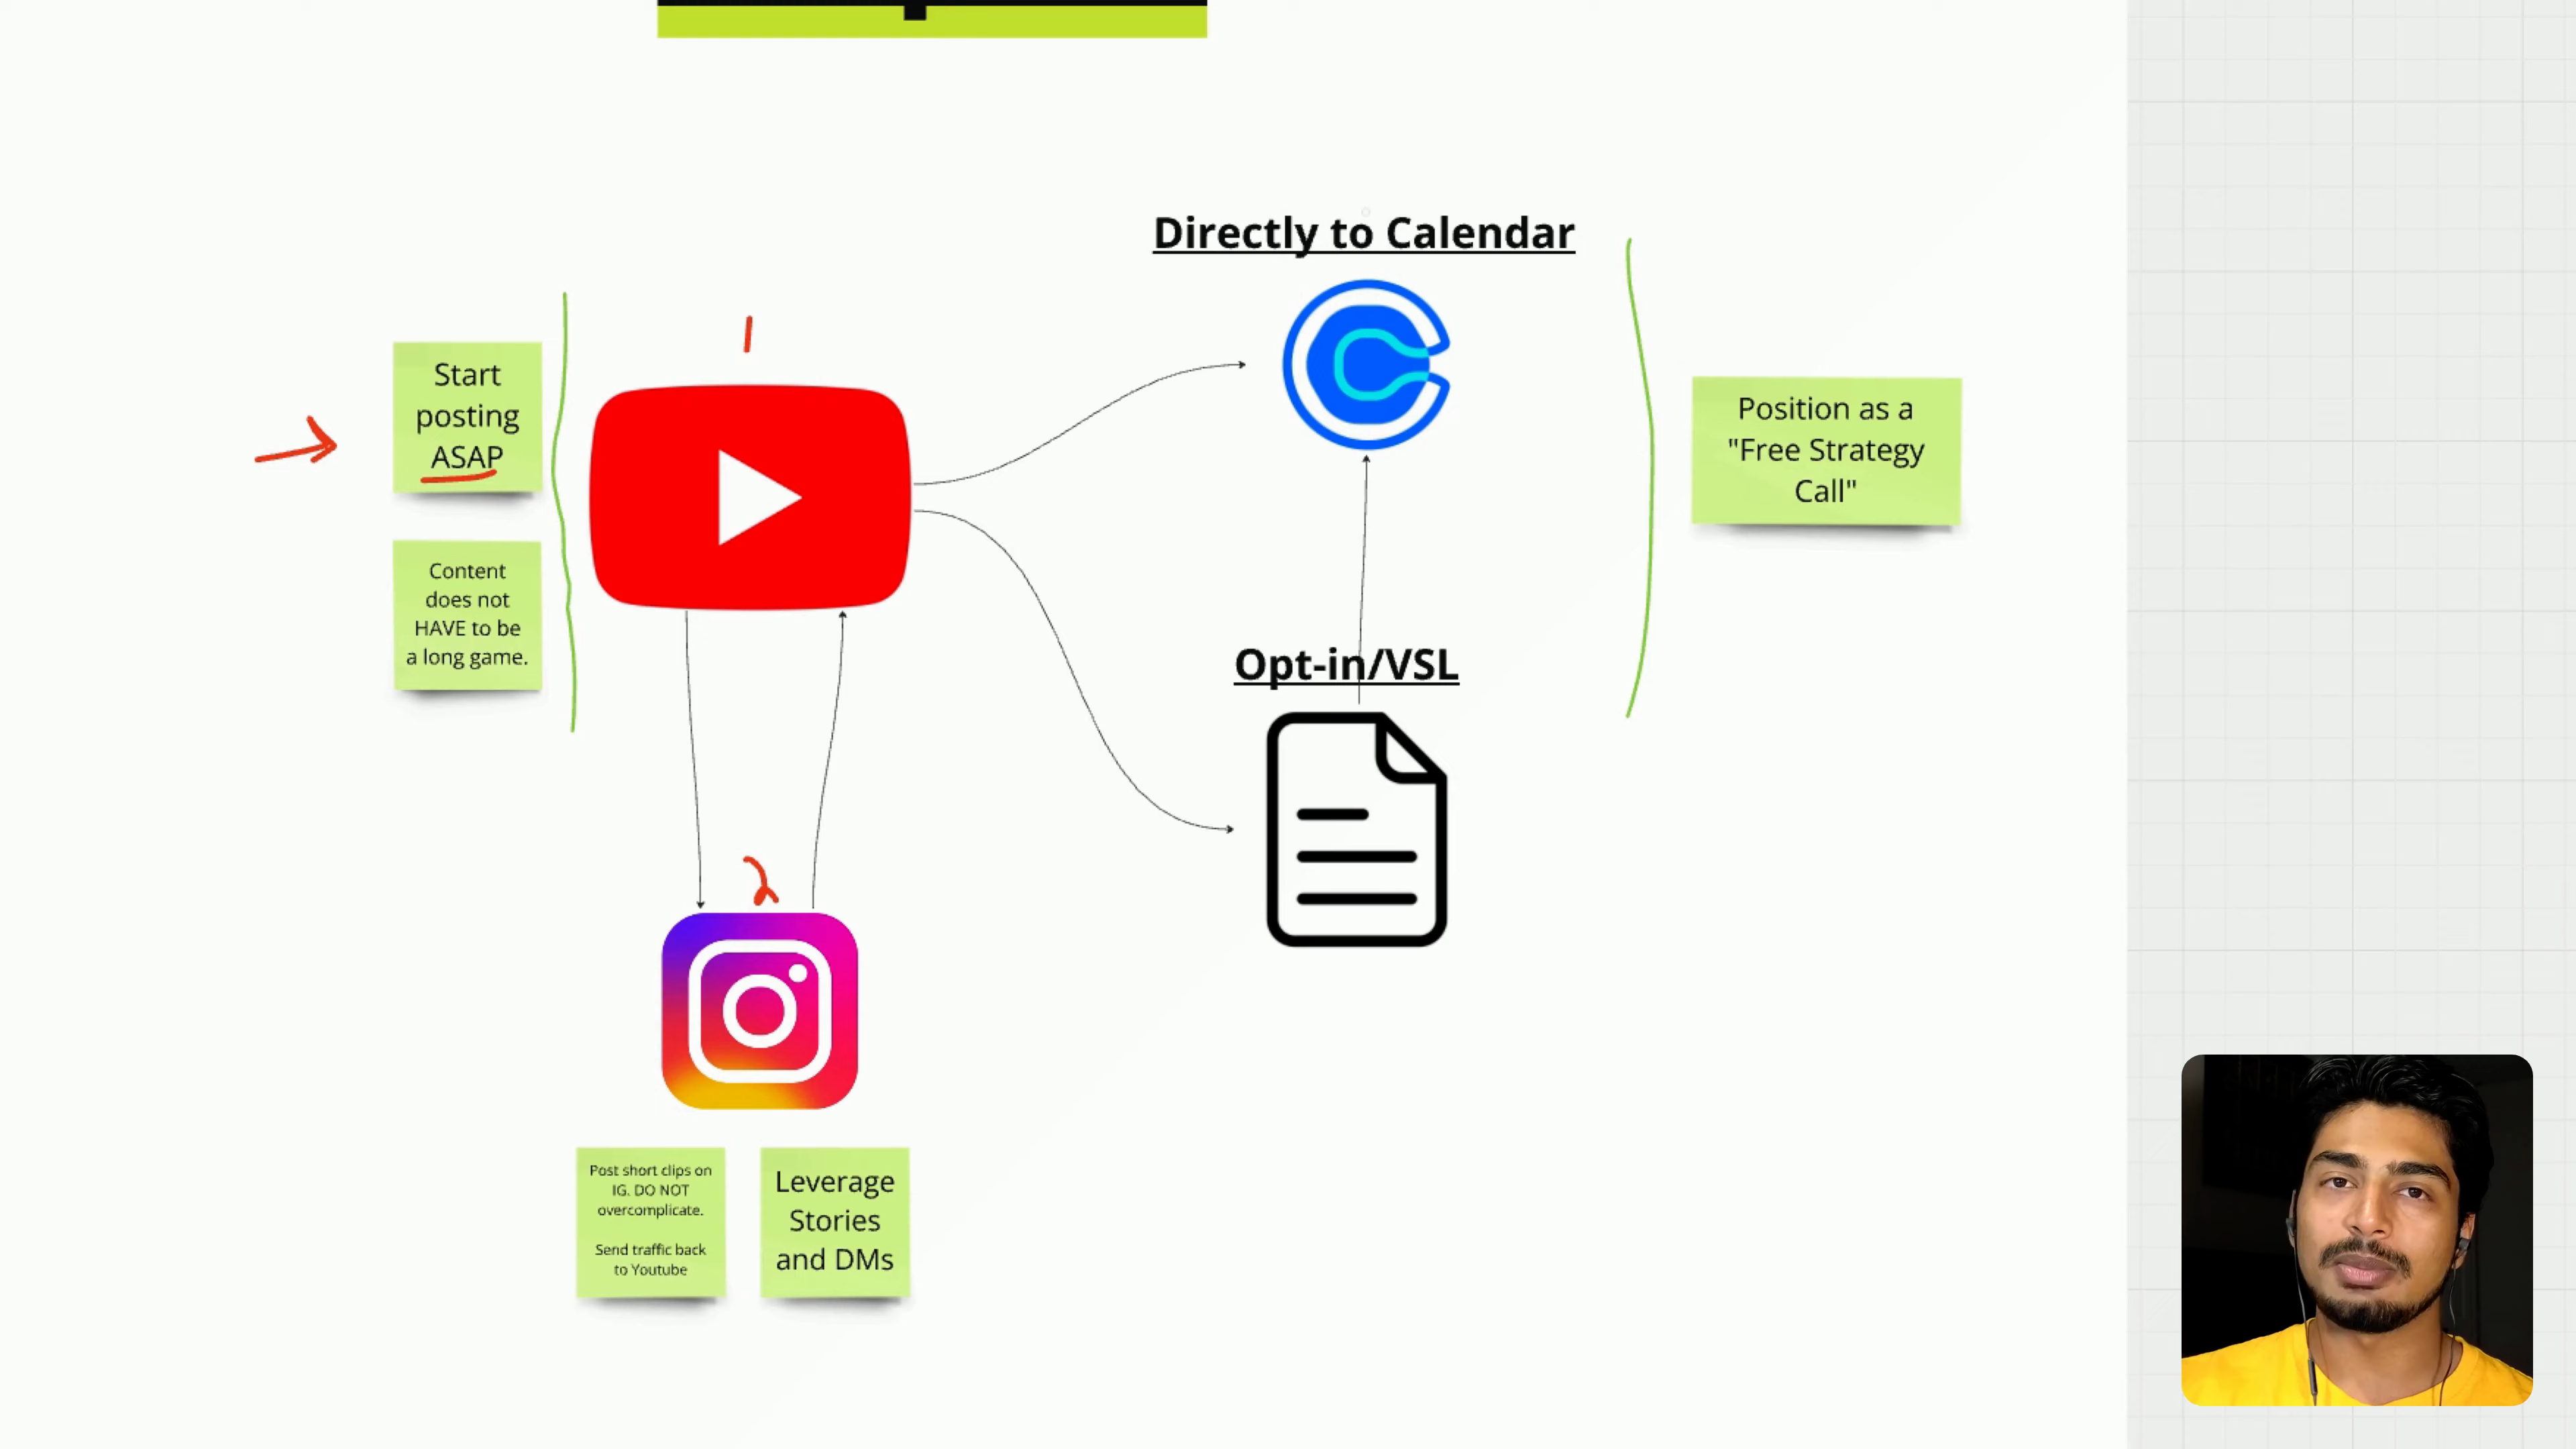 Directly to Calendar
1
Start
posting
ASAP
Position as a
"Free Strategy
Call"
Content
does not
HAVE to be
a long game.
Opt-in/VSL
2
Post short clips on
IG. DO NOT
overcomplicate.
Send traffic back
to Youtube
Leverage
Stories
and DMs